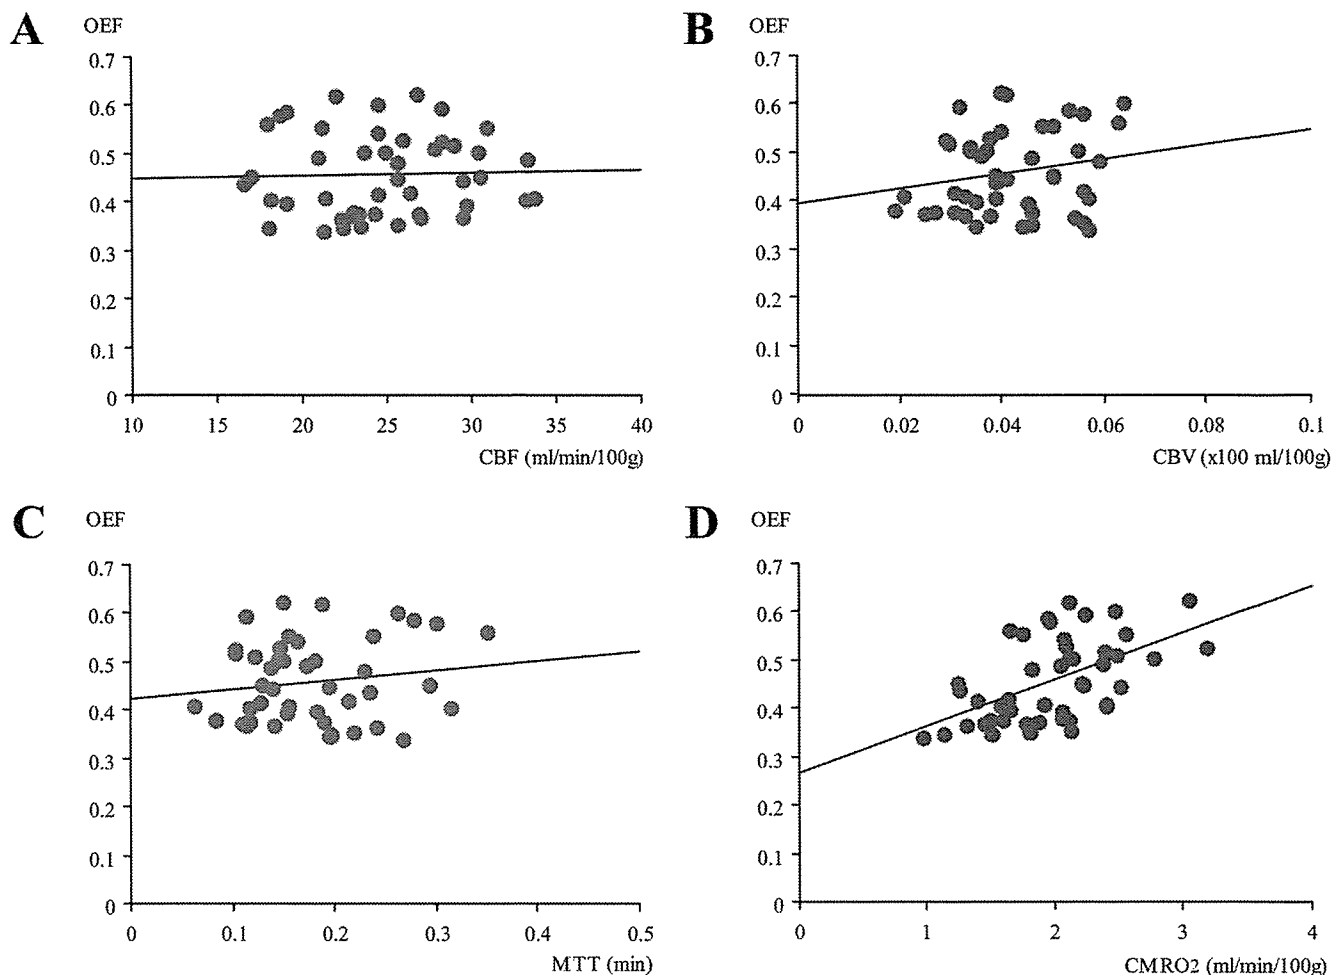 A
OEF
0.7
0.6
0.5
0.4
0.3
0.2
0.1
0
10 15 20 25 30 35 40
CBF (ml/min/100g)
B
OEF
0.7
0.6
0.5
0.4
0.3
0.2
0.1
0
0 0.02 0.04 0.06 0.08 0.1
CBV (x100 ml/100g)
C
OEF
0.7
0.6
0.5
0.4
0.3
0.2
0.1
0
0 0.1 0.2 0.3 0.4 0.5
MTT (min)
D
OEF
0.7
0.6
0.5
0.4
0.3
0.2
0.1
0
0 1 2 3 4
CMRO2 (ml/min/100g)